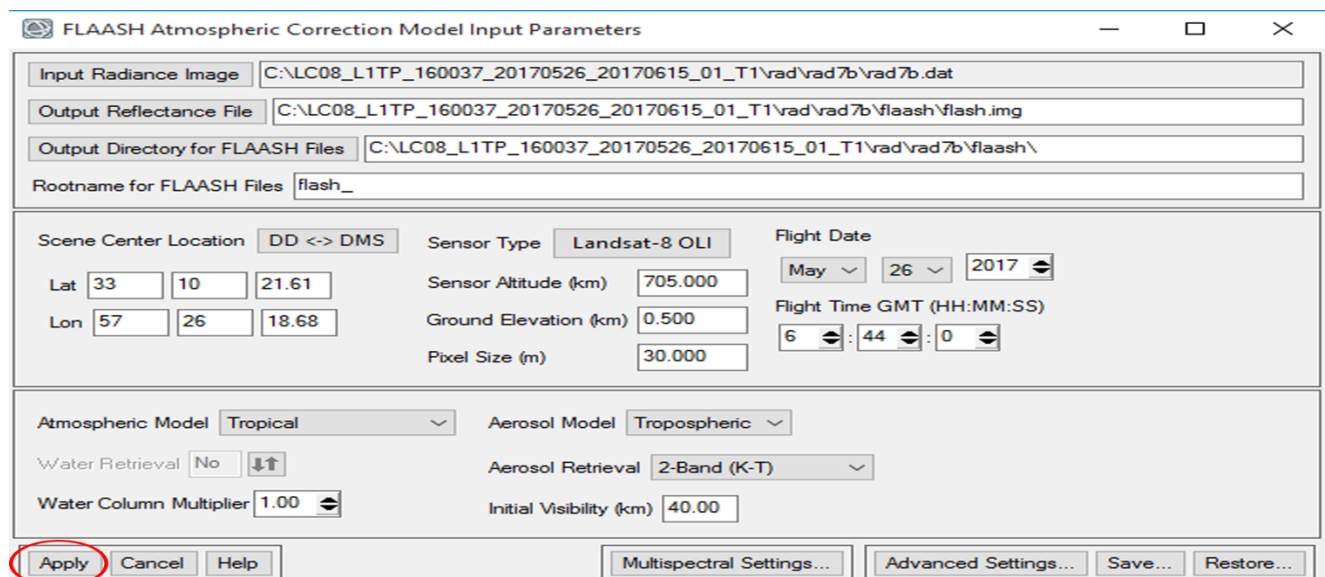 FLAASH Atmospheric Correction Model Input Parameters
Input Radiance Image C:\LC08_L1TP_160037_20170526_20170615_01_T1\rad\rad7b\rad7b.dat
Output Reflectance File C:\LC08_L1TP_160037_20170526_20170615_01_T1\rad\rad7b\flaash\flash.img
Output Directory for FLAASH Files C:\LC08_L1TP_160037_20170526_20170615_01_T1\rad\rad7b\flaash\
Rootname for FLAASH Files flash_
Scene Center Location DD <-> DMS
Lat 33 10 21.61
Lon 57 26 18.68
Sensor Type Landsat-8 OLI
Sensor Altitude (km) 705.000
Ground Elevation (km) 0.500
Pixel Size (m) 30.000
Flight Date
May 26 2017
Flight Time GMT (HH:MM:SS)
6 : 44 : 0
Atmospheric Model Tropical
Water Retrieval No
Water Column Multiplier 1.00
Aerosol Model Tropospheric
Aerosol Retrieval 2-Band (K-T)
Initial Visibility (km) 40.00
Apply Cancel Help Multispectral Settings... Advanced Settings... Save... Restore...